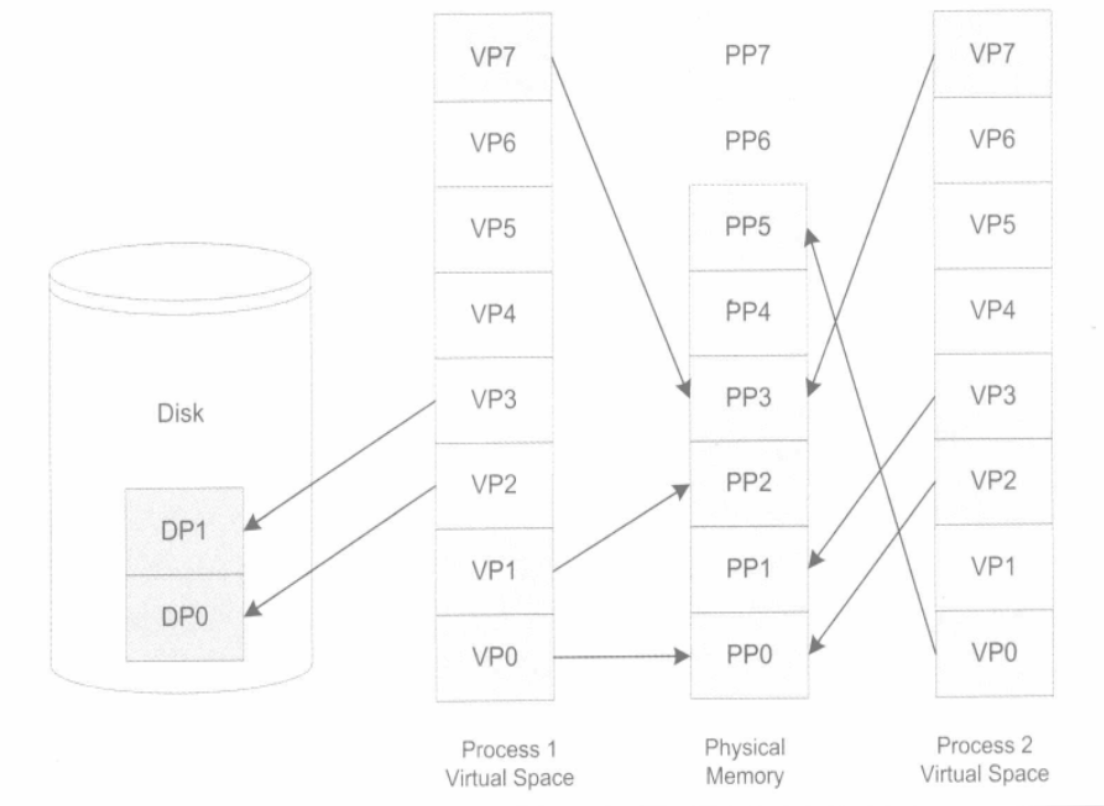 VP7
VP6
VP5
VP4
VP3
VP2
VP1
VP0
Process 1
Virtual Space
Disk
DP1
DP0
PP7
PP6
PP5
PP4
PP3
PP2
PP1
PP0
Physical
Memory
VP7
VP6
VP5
VP4
VP3
VP2
VP1
VP0
Process 2
Virtual Space